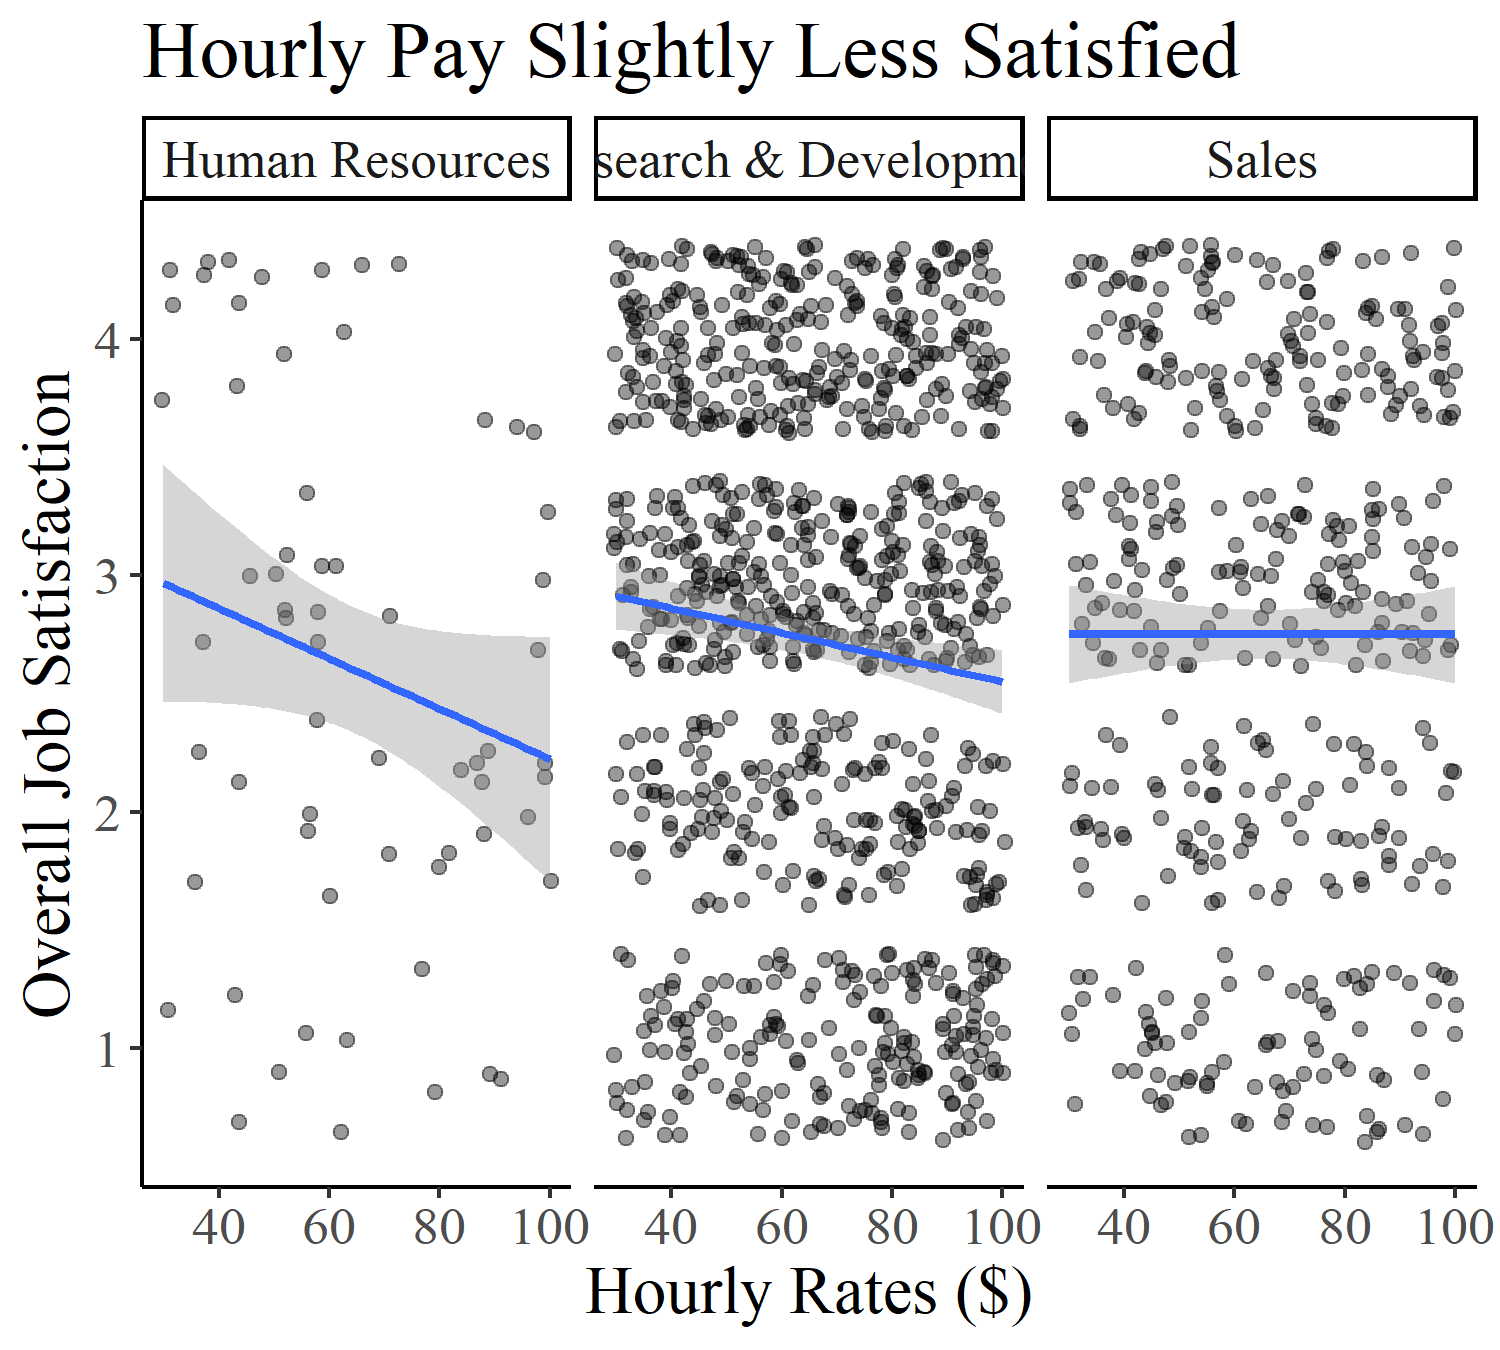 Hourly Pay Slightly Less Satisfied
Human Resources
search & Developm
Sales
Overall Job Satisfaction
4
3
2
1
40 60 80 100
40 60 80 100
40 60 80 100
Hourly Rates ($)